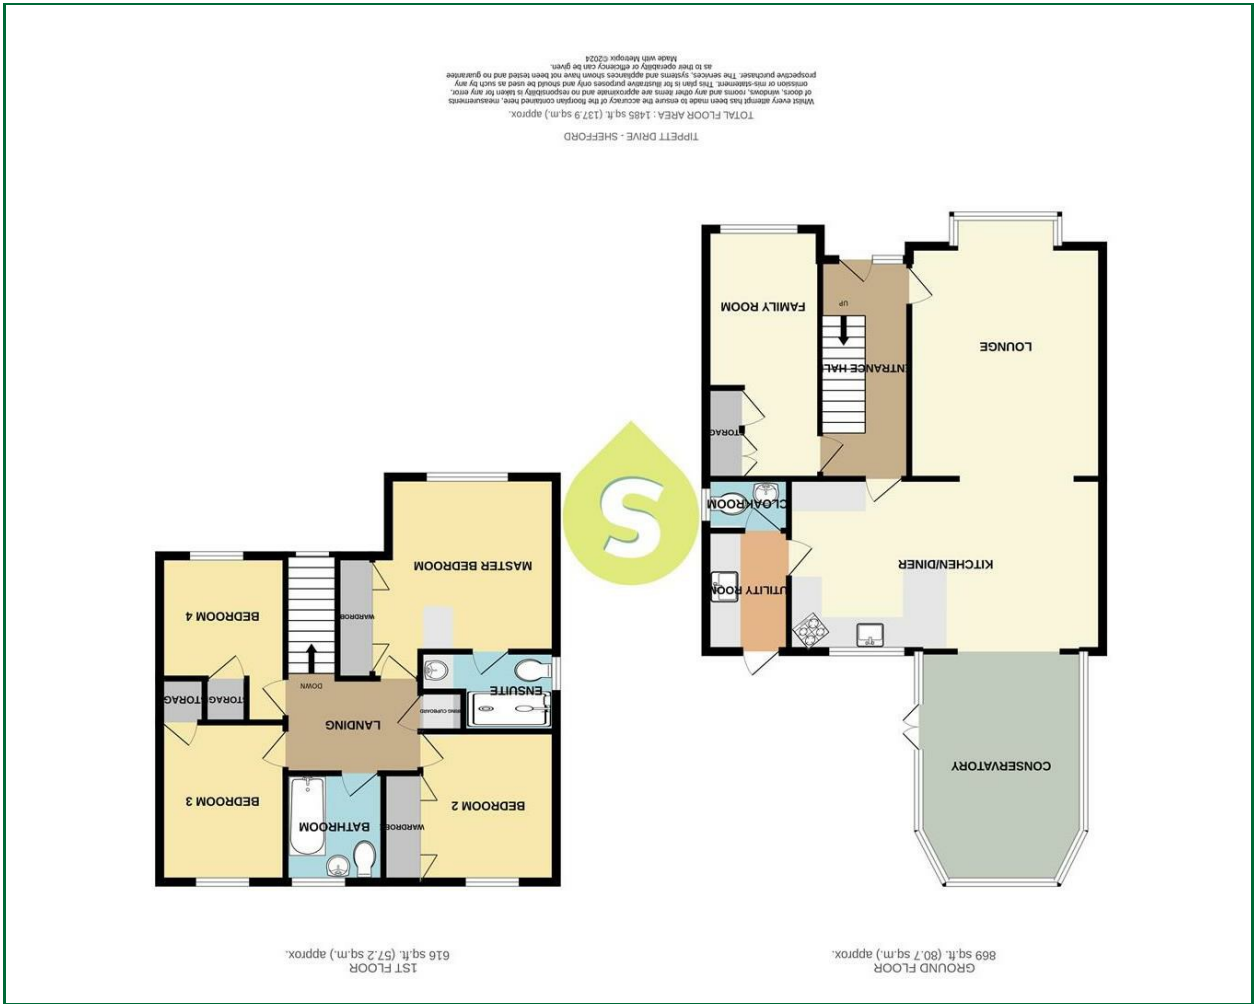 GROUND FLOOR
869 sq.ft. (80.7 sq.m.) approx.
1ST FLOOR
616 sq.ft. (57.2 sq.m.) approx.
CONSERVATORY
KITCHEN/DINER
UTILITY ROOM
CLOAKROOM
LOUNGE
ENTRANCE HALL
UP
STORAG
FAMILY ROOM
BEDROOM 2
WARDROB
BATHROOM
BEDROOM 3
LANDING
ENSUITE
STORAG
STORAG
DOWN
BEDROOM 4
WARDROB
MASTER BEDROOM
S
TIPPETT DRIVE - SHEFFORD
TOTAL FLOOR AREA : 1485 sq.ft. (137.9 sq.m.) approx.
Whilst every attempt has been made to ensure the accuracy of the floorplan contained here, measurements
of doors, windows, rooms and any other items are approximate and no responsibility is taken for any error,
omission or mis-statement. This plan is for illustrative purposes only and should be used as such by any
prospective purchaser. The services, systems and appliances shown have not been tested and no guarantee
as to their operability or efficiency can be given.
Made with Metropix ©2024